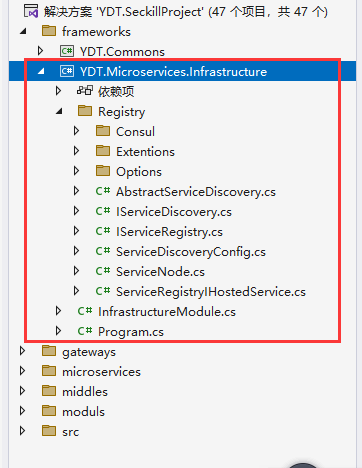 解决方案 'YDT.SeckillProject' (47 个项目，共 47 个)
frameworks
C# YDT.Commons
C# YDT.Microservices.Infrastructure
依赖项
Registry
Consul
Extentions
Options
C# AbstractServiceDiscovery.cs
C# IServiceDiscovery.cs
C# IServiceRegistry.cs
C# ServiceDiscoveryConfig.cs
C# ServiceNode.cs
C# ServiceRegistryIHostedService.cs
C# InfrastructureModule.cs
C# Program.cs
gateways
microservices
middles
moduls
src